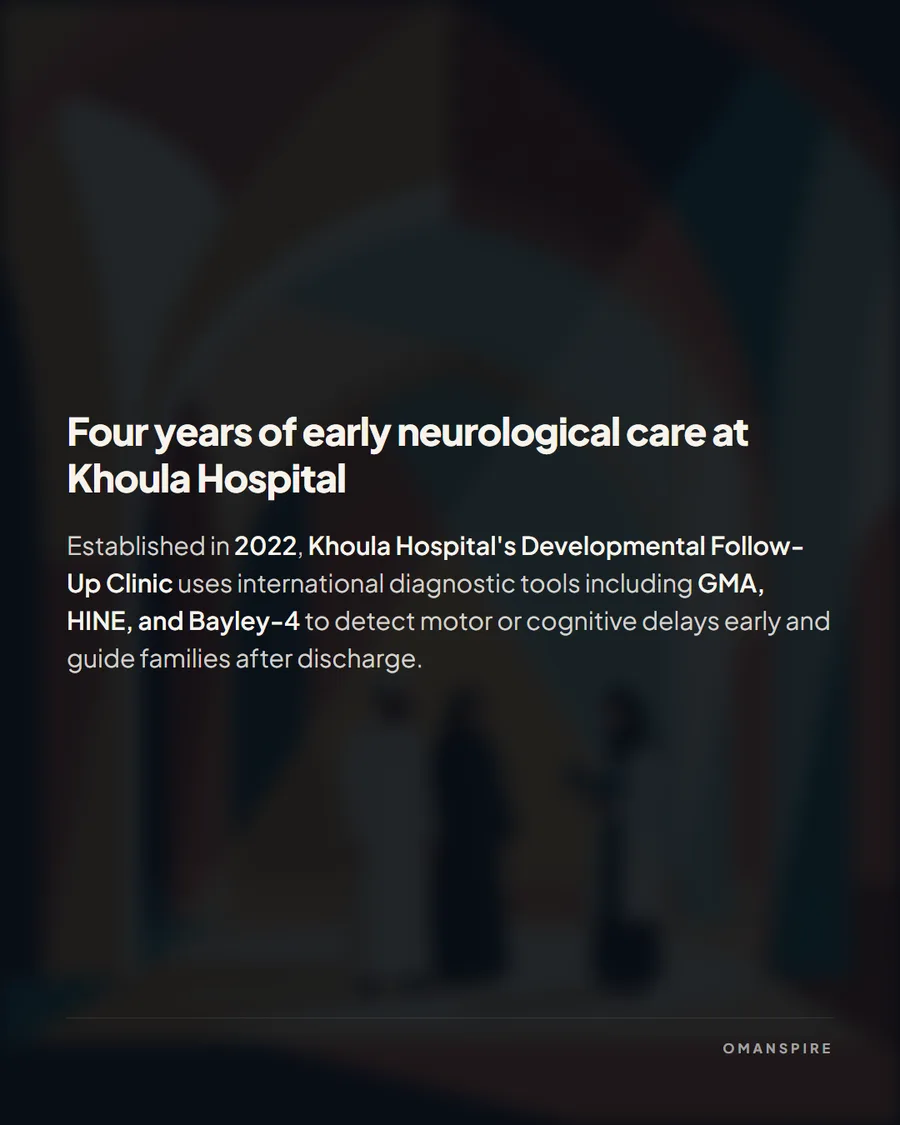 Four years of early neurological care at
Khoula Hospital
Established in 2022, Khoula Hospital's Developmental Follow-
Up Clinic uses international diagnostic tools including GMA,
HINE, and Bayley-4 to detect motor or cognitive delays early and
guide families after discharge.
OMANSPIRE